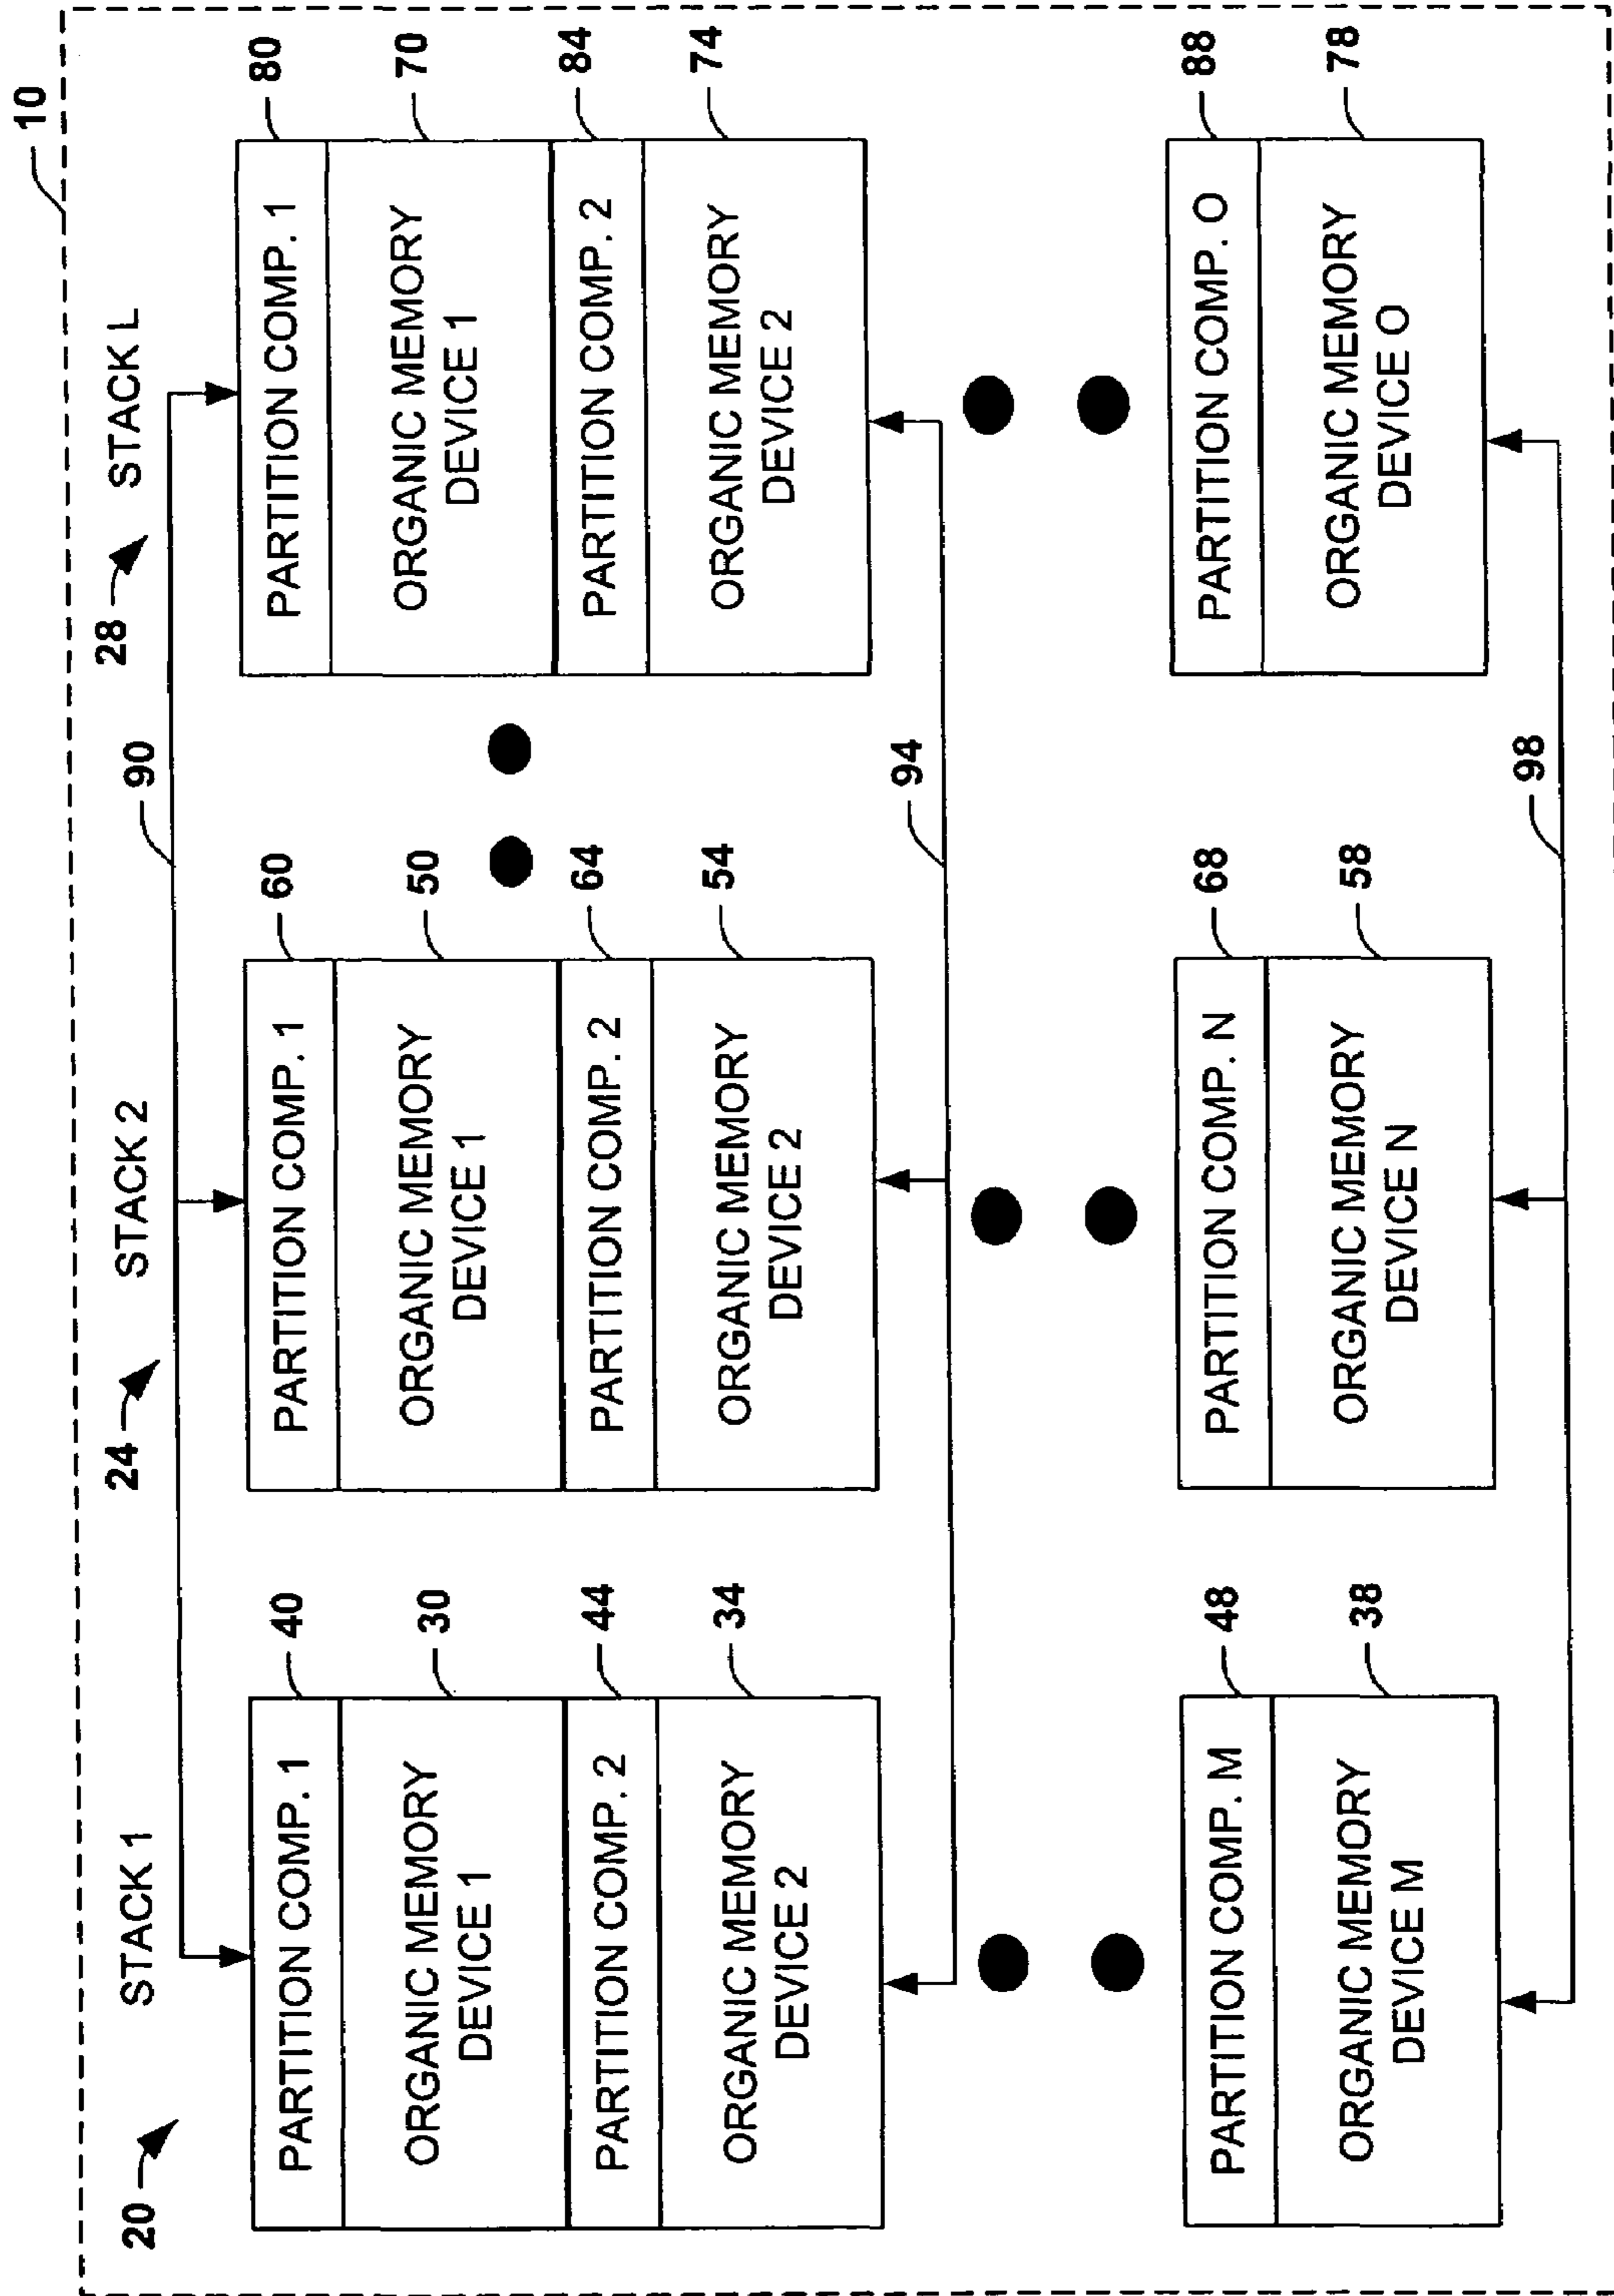 10
20
STACK 1
24
STACK 2
28
STACK L
90
PARTITION COMP. 1
40
ORGANIC MEMORY
DEVICE 1
30
PARTITION COMP. 2
44
ORGANIC MEMORY
DEVICE 2
34
PARTITION COMP. 1
60
ORGANIC MEMORY
DEVICE 1
50
PARTITION COMP. 2
64
ORGANIC MEMORY
DEVICE 2
54
PARTITION COMP. 1
80
ORGANIC MEMORY
DEVICE 1
70
PARTITION COMP. 2
84
ORGANIC MEMORY
DEVICE 2
74
94
PARTITION COMP. M
48
ORGANIC MEMORY
DEVICE M
38
PARTITION COMP. N
68
ORGANIC MEMORY
DEVICE N
58
PARTITION COMP. O
88
ORGANIC MEMORY
DEVICE O
78
98